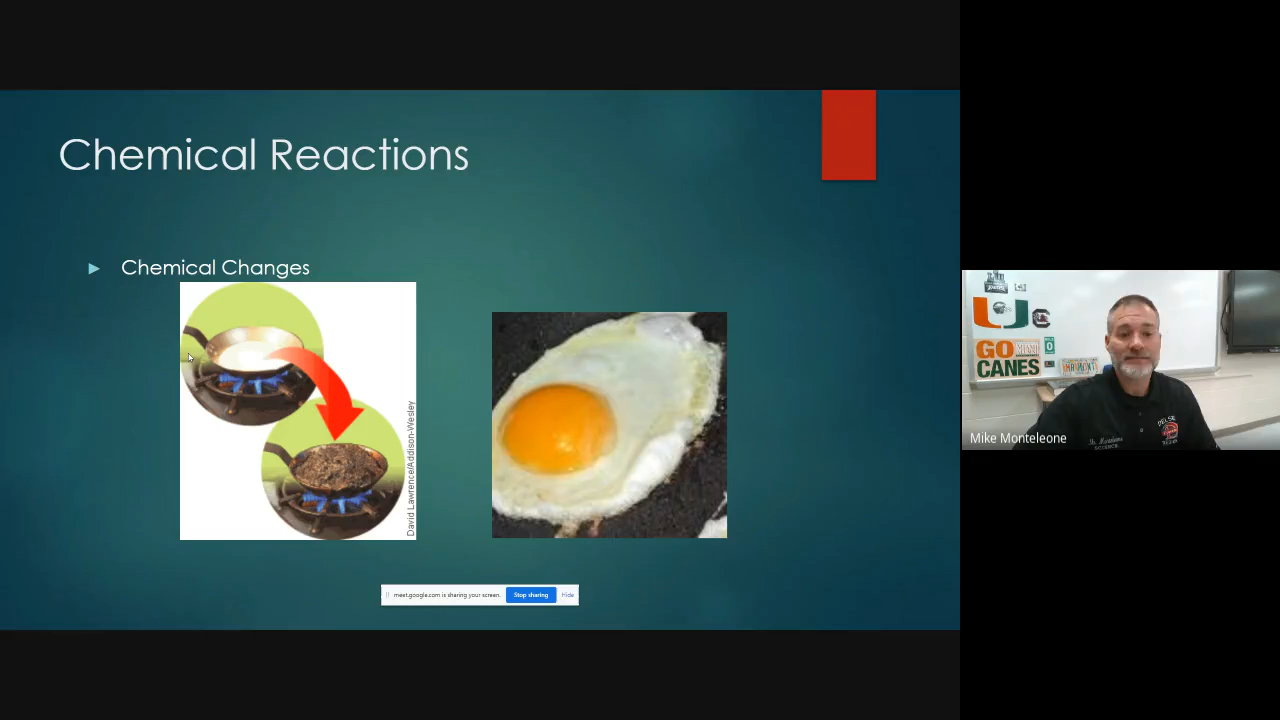 Chemical Reactions
Chemical Changes
David Lawrence/Addison-Wesley
meet.google.com is sharing your screen.
Stop sharing
Hide
U
C
GO
CANES
Mike Monteleone
SCIENCE